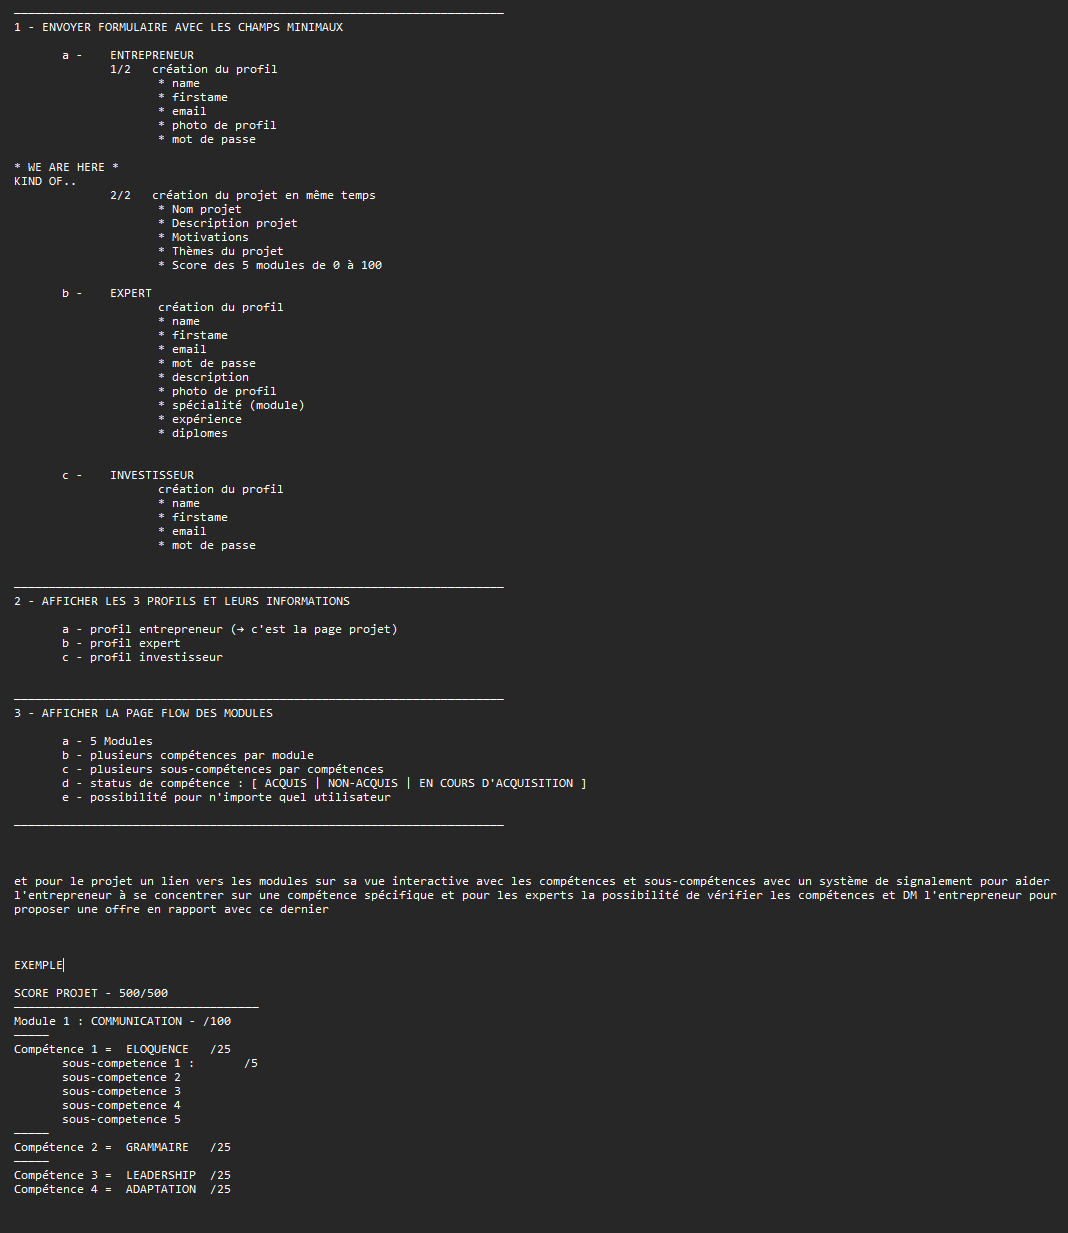 1 - ENVOYER FORMULAIRE AVEC LES CHAMPS MINIMAUX
a - ENTREPRENEUR
1/2 création du profil
* name
* firstame
* email
* photo de profil
* mot de passe
* WE ARE HERE *
KIND OF..
2/2 création du projet en même temps
* Nom projet
* Description projet
* Motivations
* Thèmes du projet
* Score des 5 modules de 0 à 100
b - EXPERT
création du profil
* name
* firstame
* email
* mot de passe
* description
* photo de profil
* spécialité (module)
* expérience
* diplomes
c - INVESTISSEUR
création du profil
* name
* firstame
* email
* mot de passe
2 - AFFICHER LES 3 PROFILS ET LEURS INFORMATIONS
a - profil entrepreneur (→ c'est la page projet)
b - profil expert
c - profil investisseur
3 - AFFICHER LA PAGE FLOW DES MODULES
a - 5 Modules
b - plusieurs compétences par module
c - plusieurs sous-compétences par compétences
d - status de compétence : [ ACQUIS | NON-ACQUIS | EN COURS D'ACQUISITION ]
e - possibilité pour n'importe quel utilisateur
et pour le projet un lien vers les modules sur sa vue interactive avec les compétences et sous-compétences avec un système de signalement pour aider
l'entrepreneur à se concentrer sur une compétence spécifique et pour les experts la possibilité de vérifier les compétences et DM l'entrepreneur pour
proposer une offre en rapport avec ce dernier
EXEMPLE
SCORE PROJET - 500/500
Module 1 : COMMUNICATION - /100
Compétence 1 = ELOQUENCE /25
sous-competence 1 : /5
sous-competence 2
sous-competence 3
sous-competence 4
sous-competence 5
Compétence 2 = GRAMMAIRE /25
Compétence 3 = LEADERSHIP /25
Compétence 4 = ADAPTATION /25